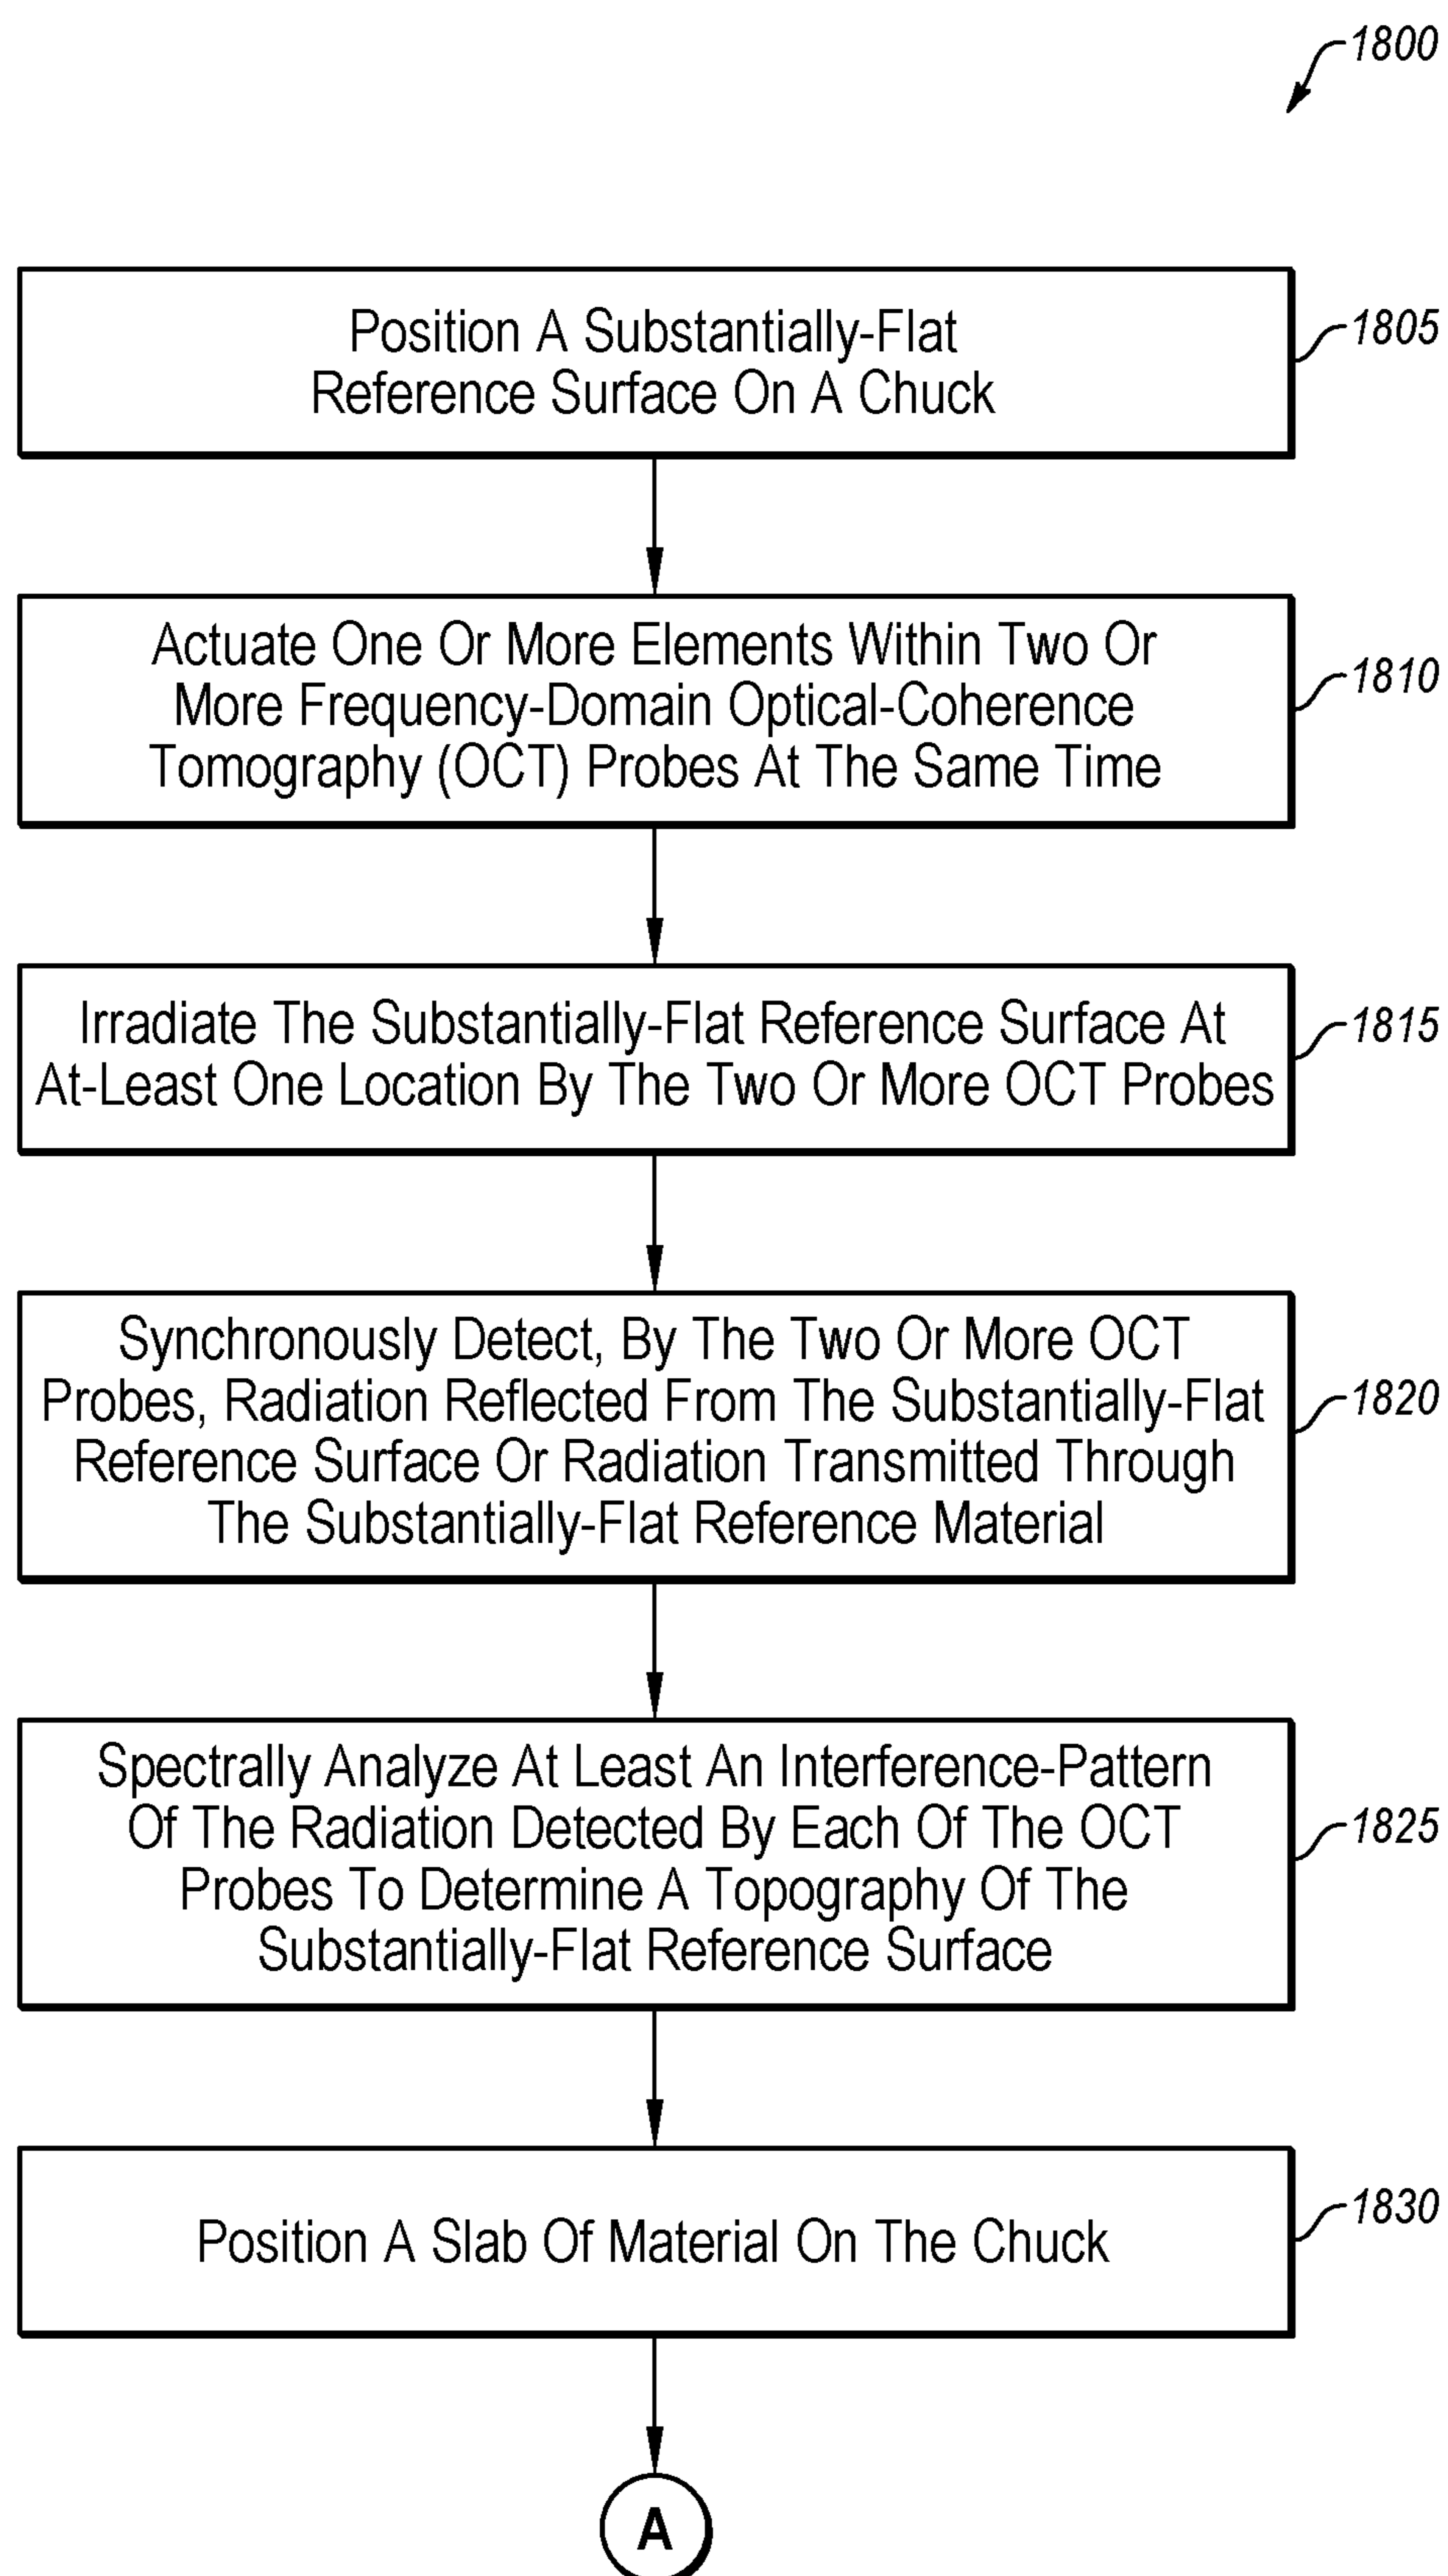 1800
Position A Substantially-Flat
Reference Surface On A Chuck
1805
Actuate One Or More Elements Within Two Or
More Frequency-Domain Optical-Coherence
Tomography (OCT) Probes At The Same Time
1810
Irradiate The Substantially-Flat Reference Surface At
At-Least One Location By The Two Or More OCT Probes
1815
Synchronously Detect, By The Two Or More OCT
Probes, Radiation Reflected From The Substantially-Flat
Reference Surface Or Radiation Transmitted Through
The Substantially-Flat Reference Material
1820
Spectrally Analyze At Least An Interference-Pattern
Of The Radiation Detected By Each Of The OCT
Probes To Determine A Topography Of The
Substantially-Flat Reference Surface
1825
Position A Slab Of Material On The Chuck
1830
A